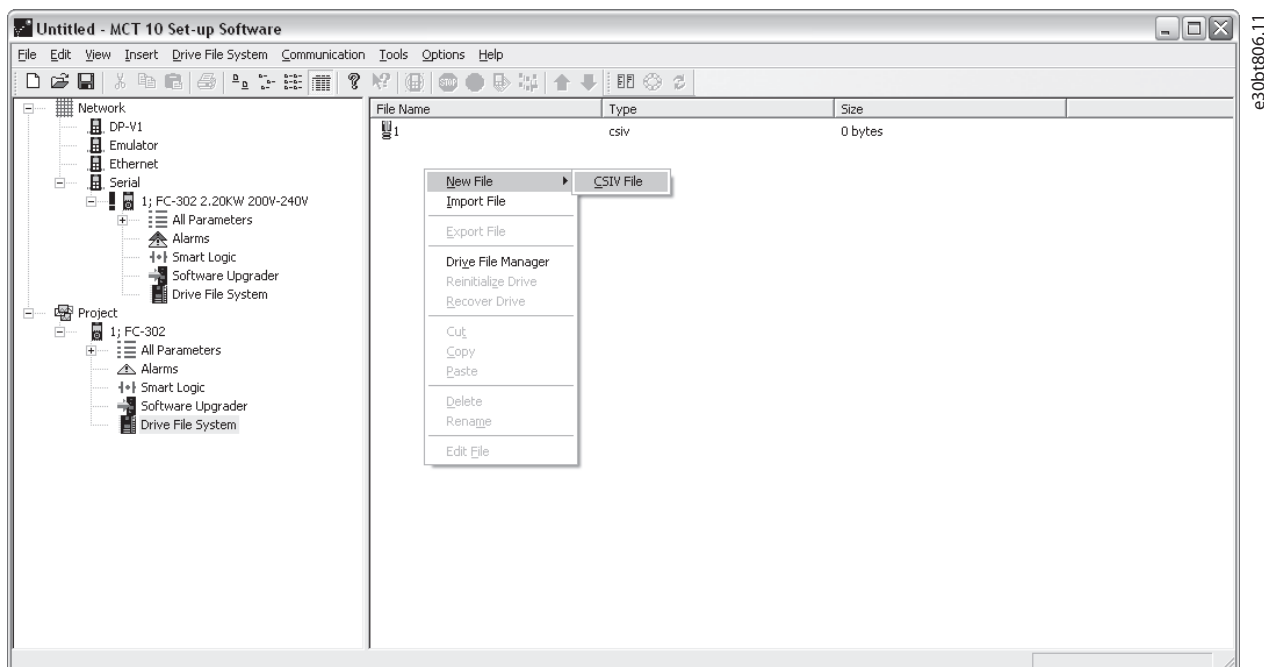 Untitled - MCT 10 Set-up Software
File Edit View Insert Drive File System Communication Tools Options Help
STOP
Network
DP-V1
Emulator
Ethernet
Serial
1; FC-302 2.20KW 200V-240V
All Parameters
Alarms
Smart Logic
Software Upgrader
Drive File System
Project
1; FC-302
All Parameters
Alarms
Smart Logic
Software Upgrader
Drive File System
File Name Type Size
1 csiv 0 bytes
New File CSIV File
Import File
Export File
Drive File Manager
Reinitialize Drive
Recover Drive
Cut
Copy
Paste
Delete
Rename
Edit File
e30bt806.11